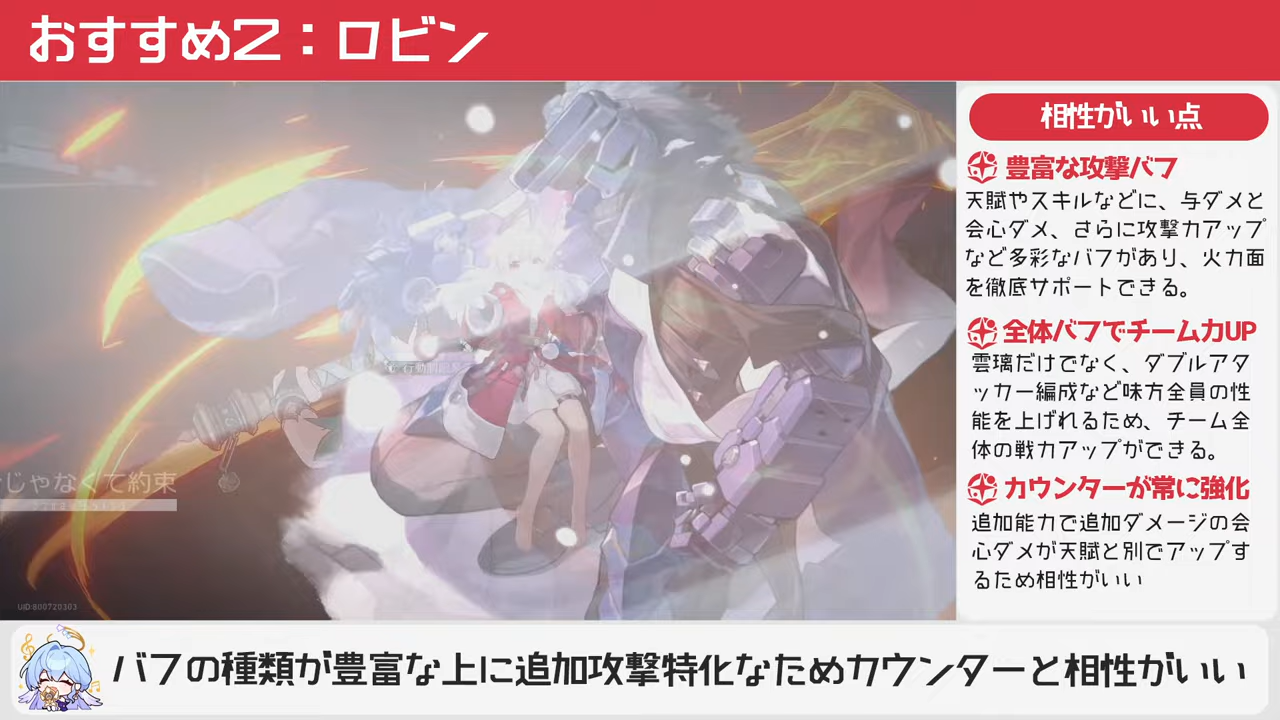 おすすめ2：ロビン
相性がいい点
豊富な攻撃バフ
天賦やスキルなどに、与ダメと
会心ダメ、さらに攻撃力アップ
など多彩なバフがあり、火力面
を徹底サポートできる。
全体バフでチーム力UP
雲璃だけでなく、ダブルアタ
ッカー編成など味方全員の性
能を上げれるため、チーム全
体の戦力アップができる。
カウンターが常に強化
追加能力で追加ダメージの会
心ダメが天賦と別でアップす
るため相性がいい
じゃなくて約束
UID:800720303
バフの種類が豊富な上に追加攻撃特化なためカウンターと相性がいい